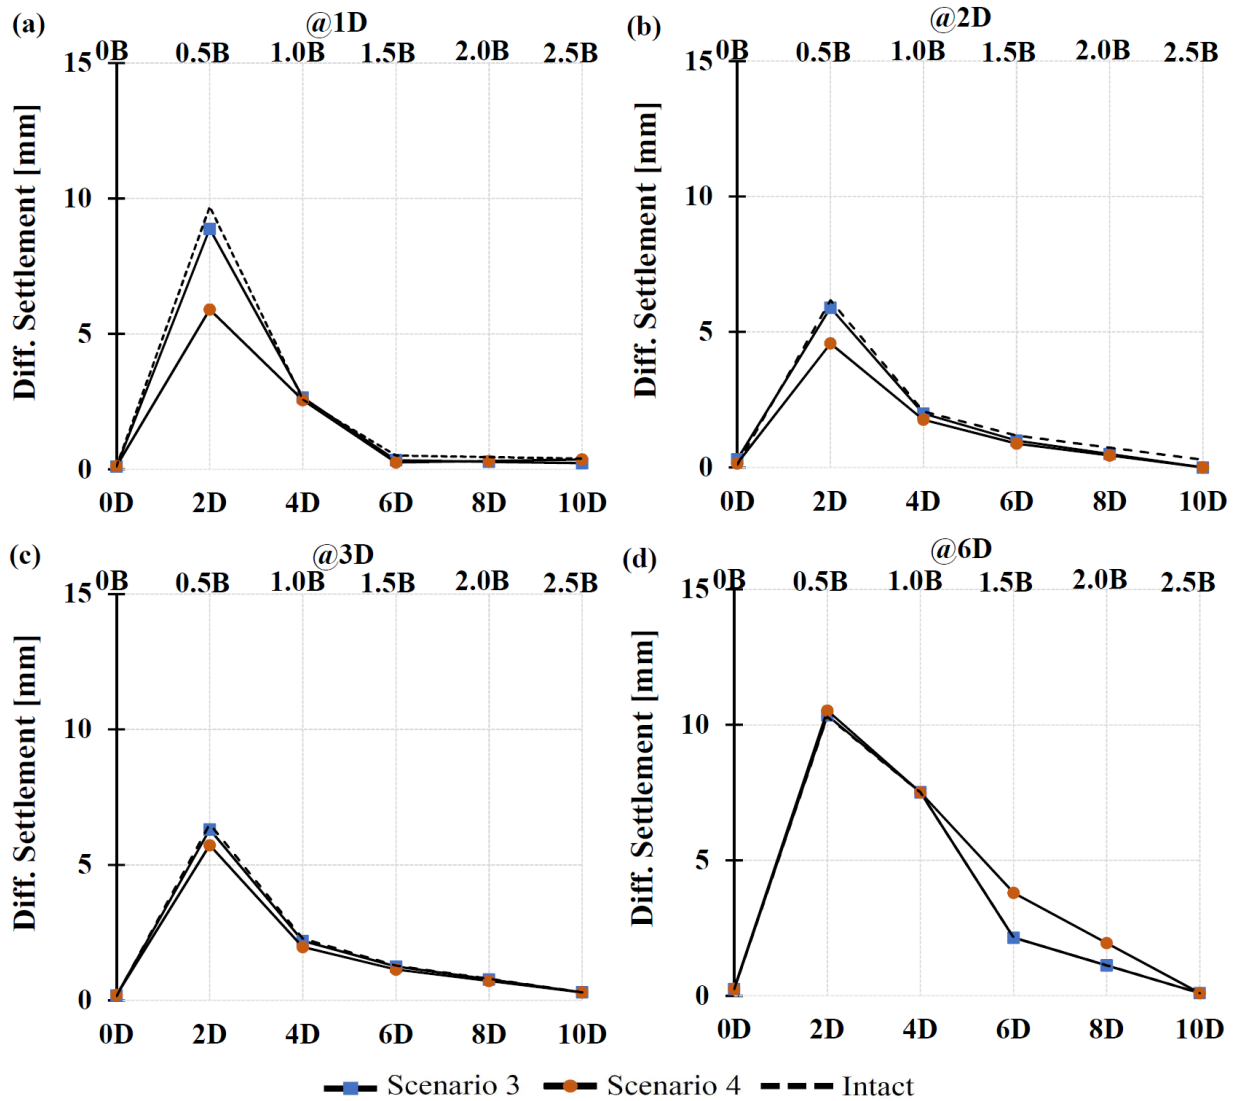 (a) @1D
0B 0.5B 1.0B 1.5B 2.0B 2.5B
15
10
5
0
Diff. Settlement [mm]
0D 2D 4D 6D 8D 10D
(b) @2D
0B 0.5B 1.0B 1.5B 2.0B 2.5B
15
10
5
0
Diff. Settlement [mm]
0D 2D 4D 6D 8D 10D
(c) @3D
0B 0.5B 1.0B 1.5B 2.0B 2.5B
15
10
5
0
Diff. Settlement [mm]
0D 2D 4D 6D 8D 10D
(d) @6D
0B 0.5B 1.0B 1.5B 2.0B 2.5B
15
10
5
0
Diff. Settlement [mm]
0D 2D 4D 6D 8D 10D
Scenario 3 Scenario 4 Intact